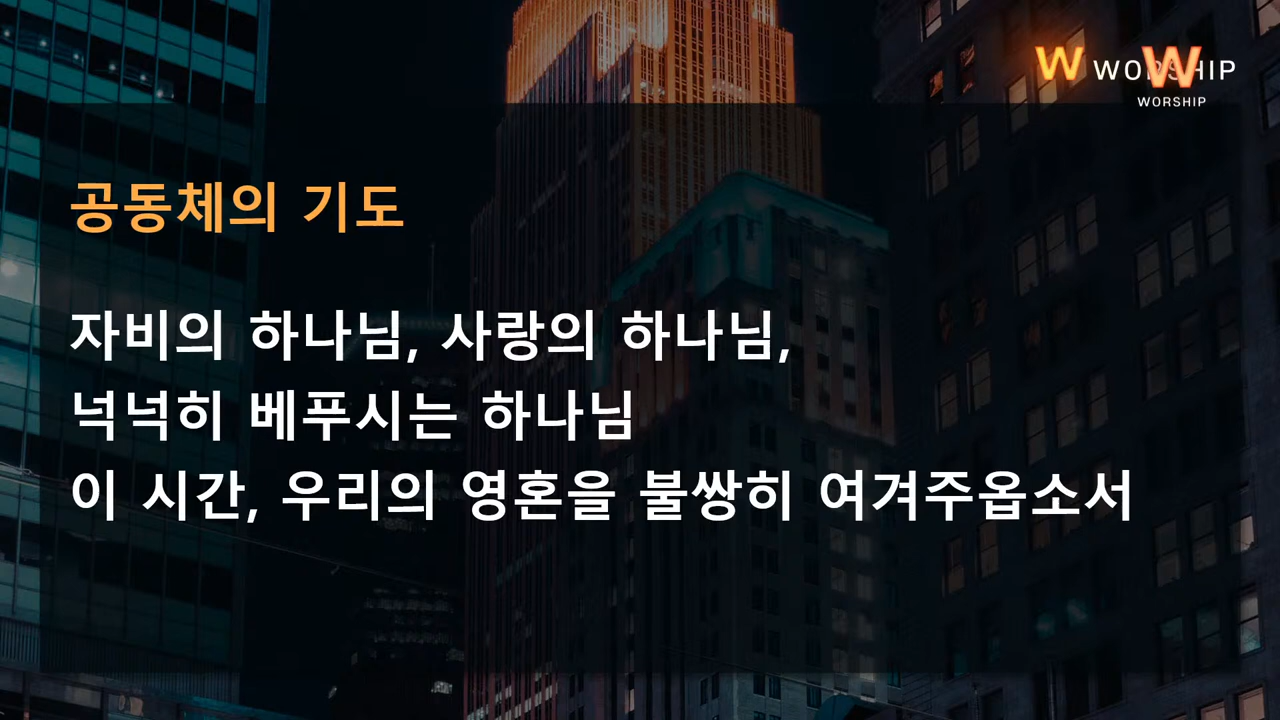 W WORSHIP
W
WORSHIP
공동체의 기도
자비의 하나님, 사랑의 하나님,
넉넉히 베푸시는 하나님
이 시간, 우리의 영혼을 불쌍히 여겨주옵소서